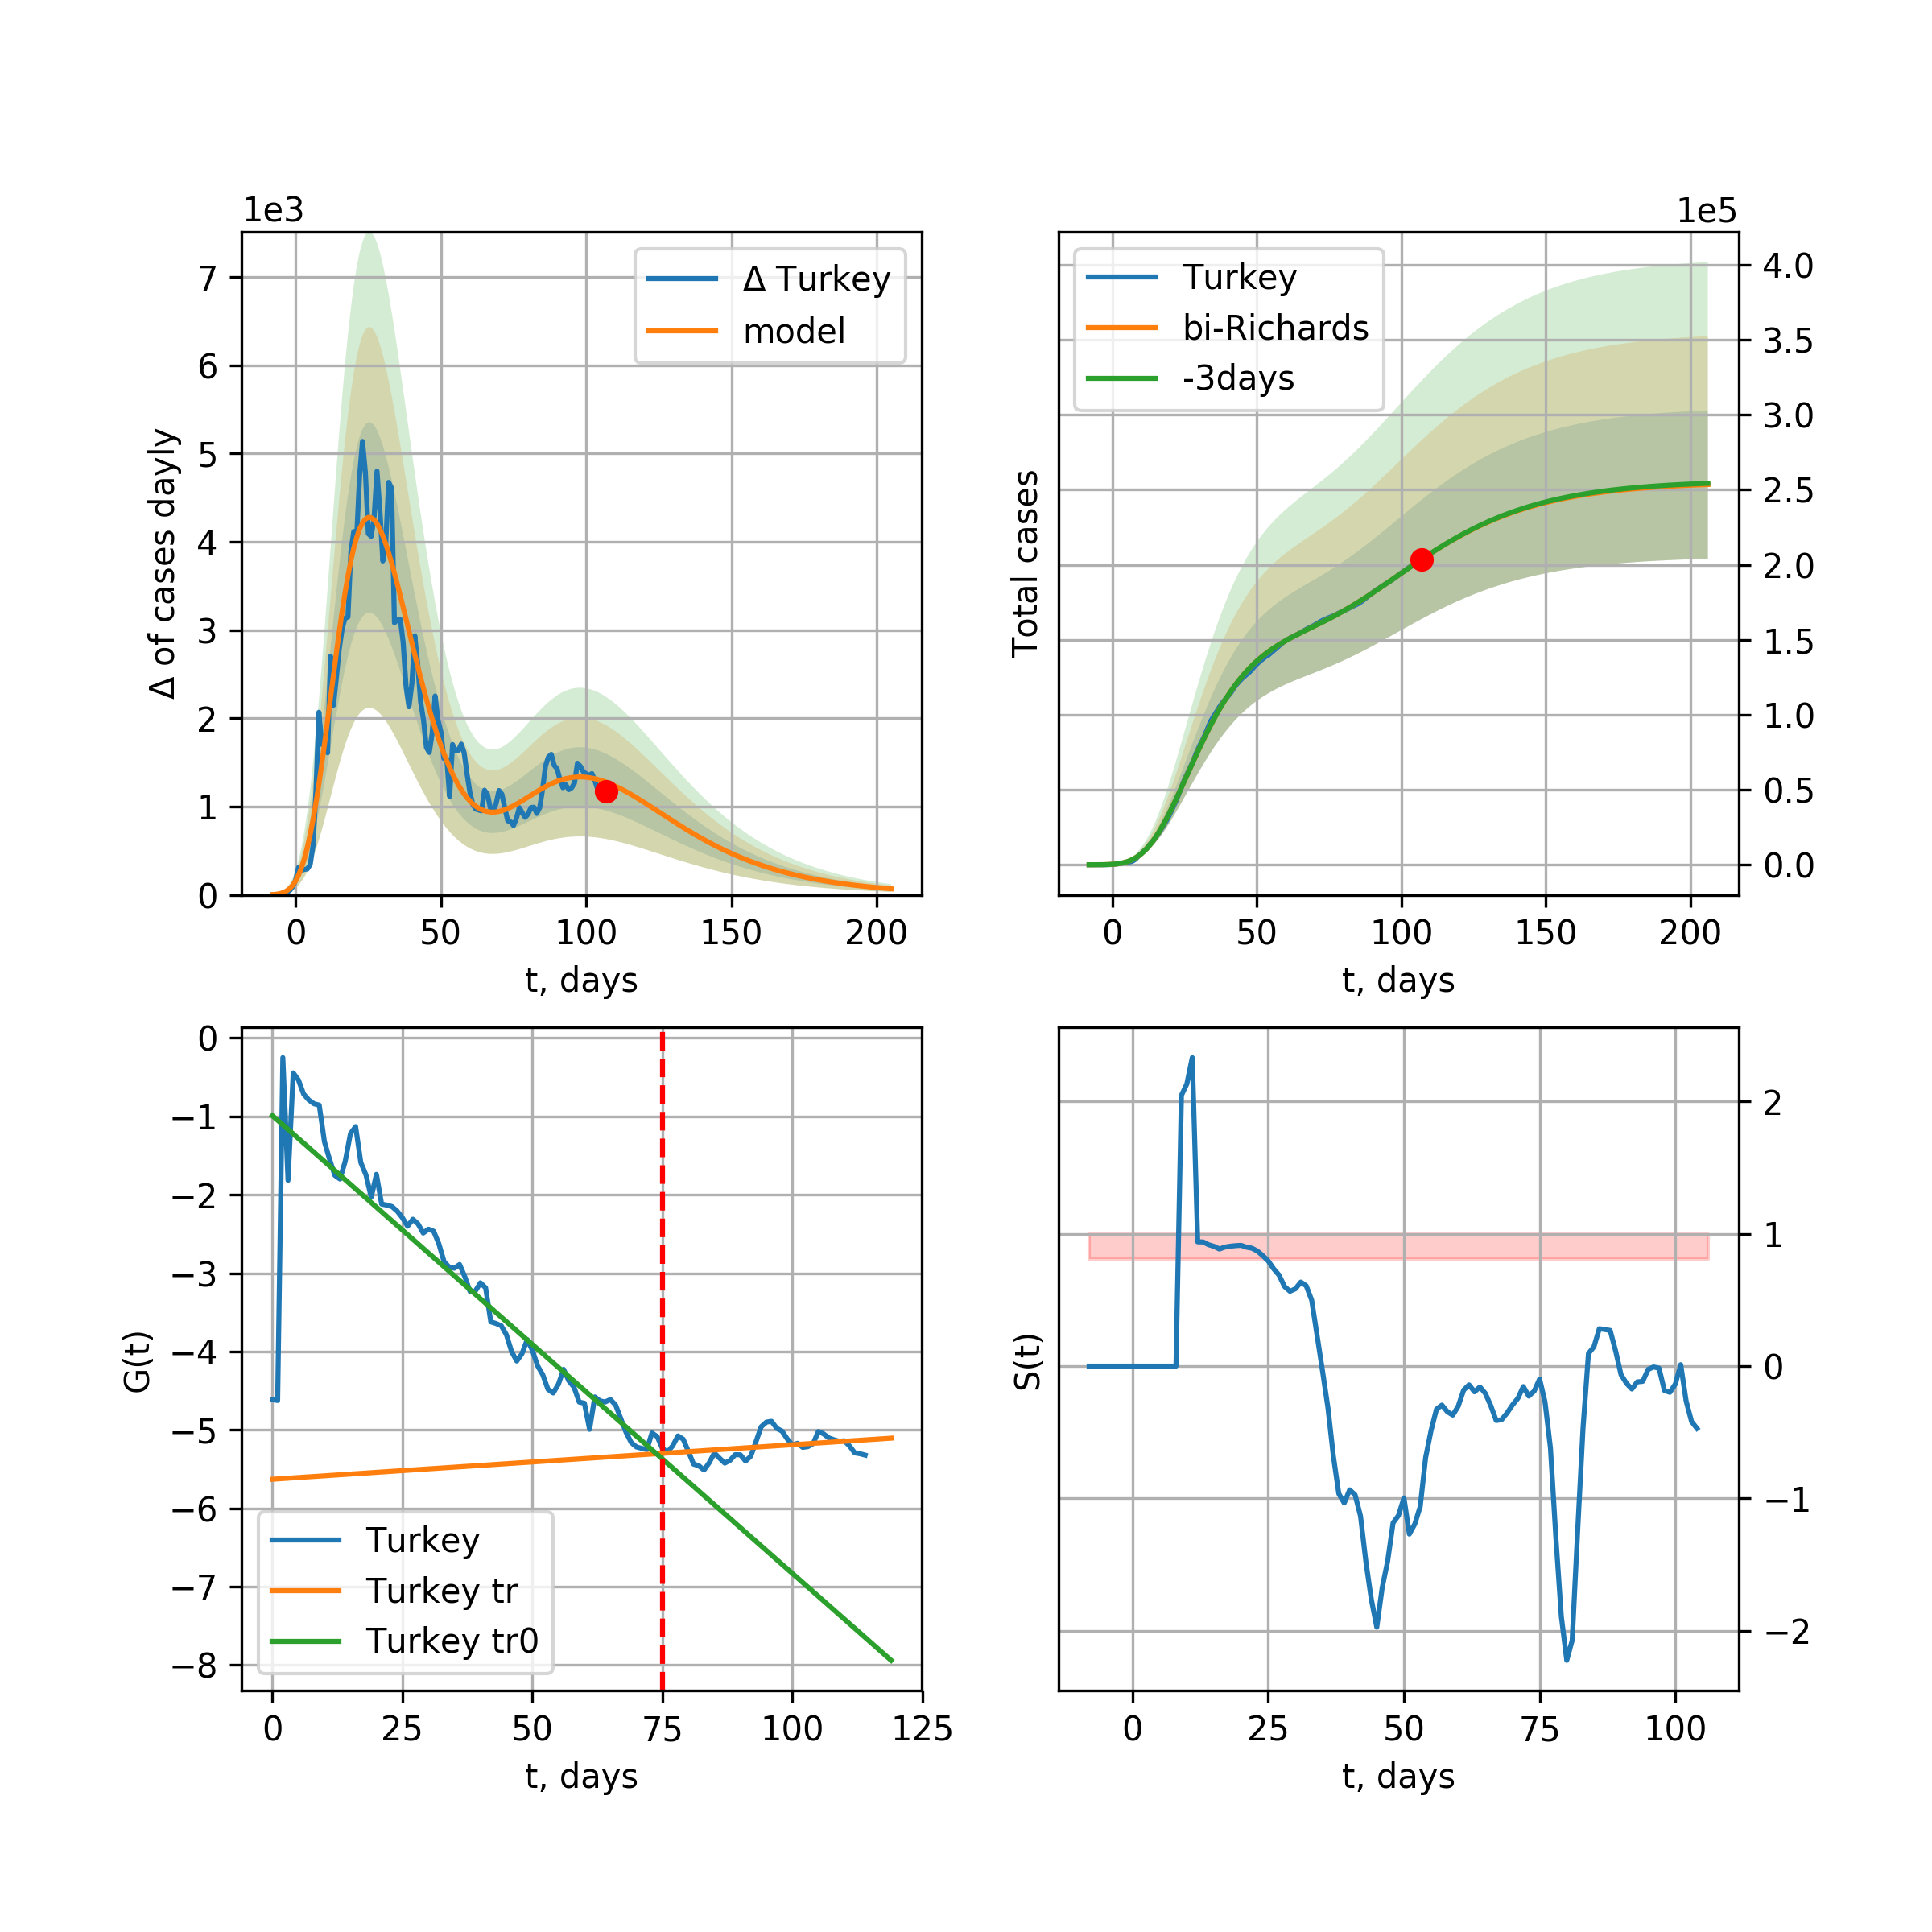 1e3
Δ of cases dayly
7
6
5
4
3
2
1
0
Δ Turkey
model
0 50 100 150 200
t, days
1e5
Total cases
Turkey
bi-Richards
-3days
4.0
3.5
3.0
2.5
2.0
1.5
1.0
0.5
0.0
0 50 100 150 200
t, days
G(t)
0
−1
−2
−3
−4
−5
−6
−7
−8
Turkey
Turkey tr
Turkey tr0
0 25 50 75 100 125
t, days
S(t)
2
1
0
−1
−2
0 25 50 75 100
t, days